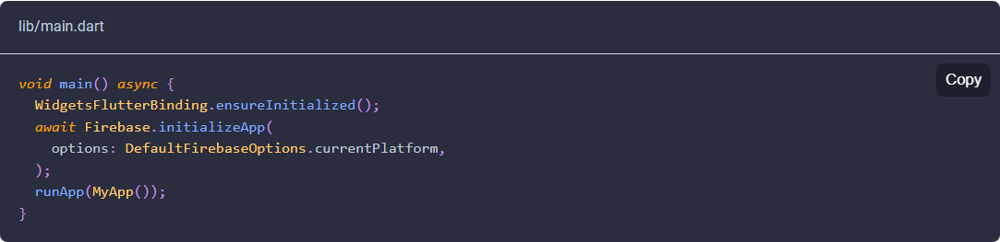 lib/main.dart
Copy
void main() async {
  WidgetsFlutterBinding.ensureInitialized();
  await Firebase.initializeApp(
    options: DefaultFirebaseOptions.currentPlatform,
  );
  runApp(MyApp());
}